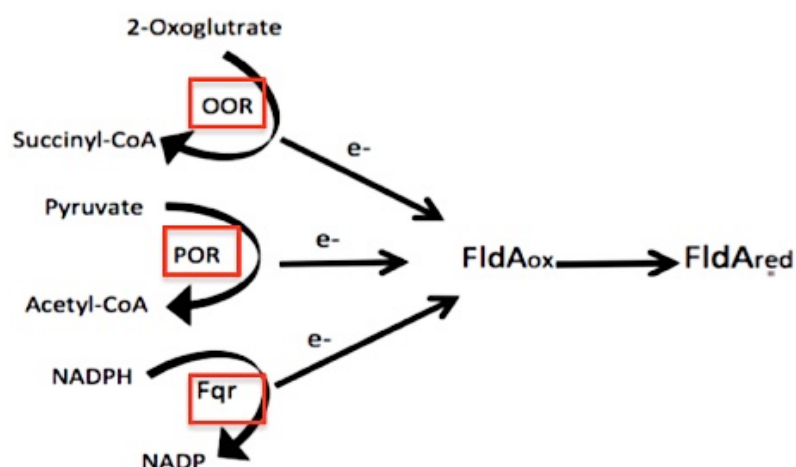 2-Oxoglutrate
OOR
Succinyl-CoA
e-
Pyruvate
POR
e-
FldAox
FldAred
Acetyl-CoA
e-
NADPH
Fqr
NADP